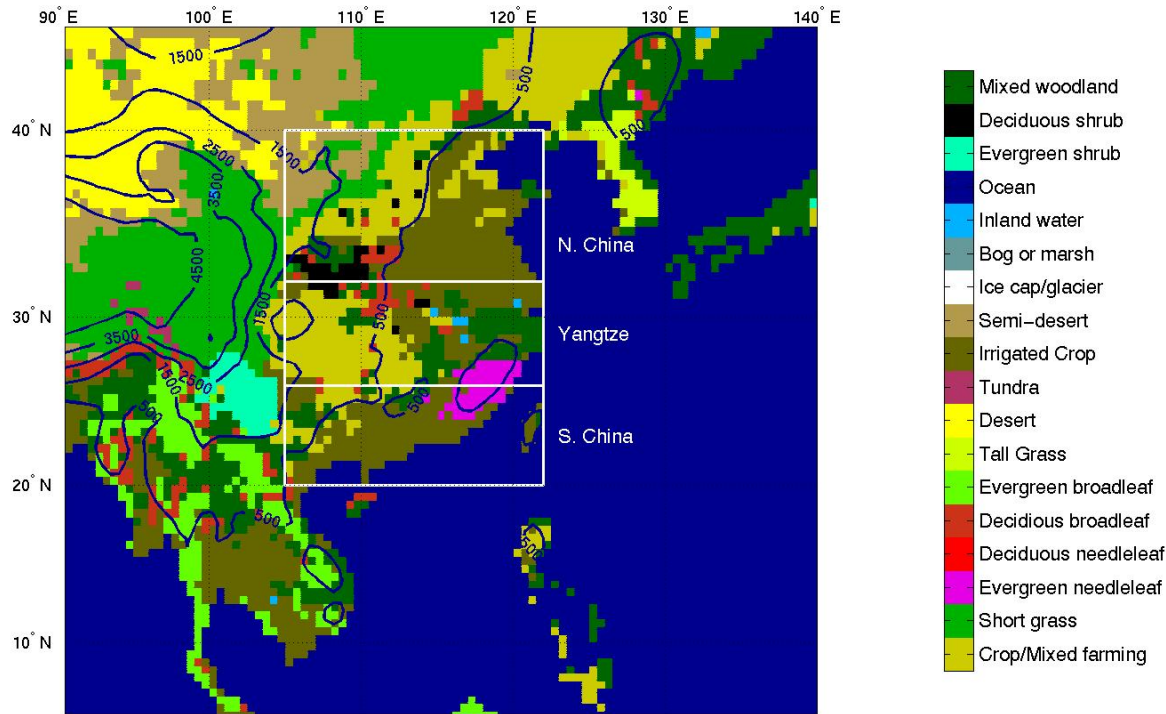 90° E 100° E 110° E 120° E 130° E 140° E
40° N
30° N
20° N
10° N
1500
500
500
2500
1500
3500
4500
1500
500
3500
2500
1500
500
500
500
500
N. China
Yangtze
S. China
Mixed woodland
Deciduous shrub
Evergreen shrub
Ocean
Inland water
Bog or marsh
Ice cap/glacier
Semi-desert
Irrigated Crop
Tundra
Desert
Tall Grass
Evergreen broadleaf
Decidious broadleaf
Deciduous needleleaf
Evergreen needleleaf
Short grass
Crop/Mixed farming